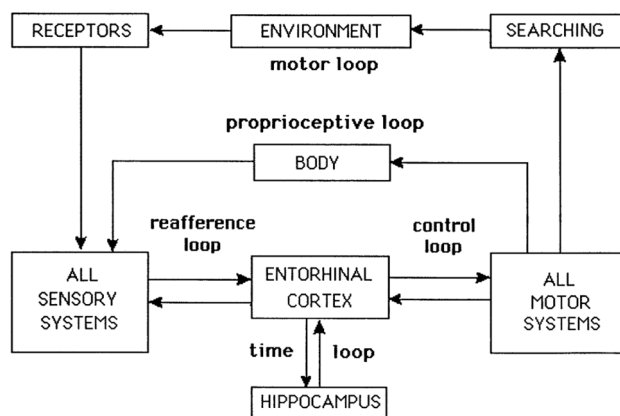 RECEPTORS
ENVIRONMENT
SEARCHING
motor loop
proprioceptive loop
BODY
reafference
loop
control
loop
ALL
SENSORY
SYSTEMS
ENTORHINAL
CORTEX
ALL
MOTOR
SYSTEMS
time loop
HIPPOCAMPUS